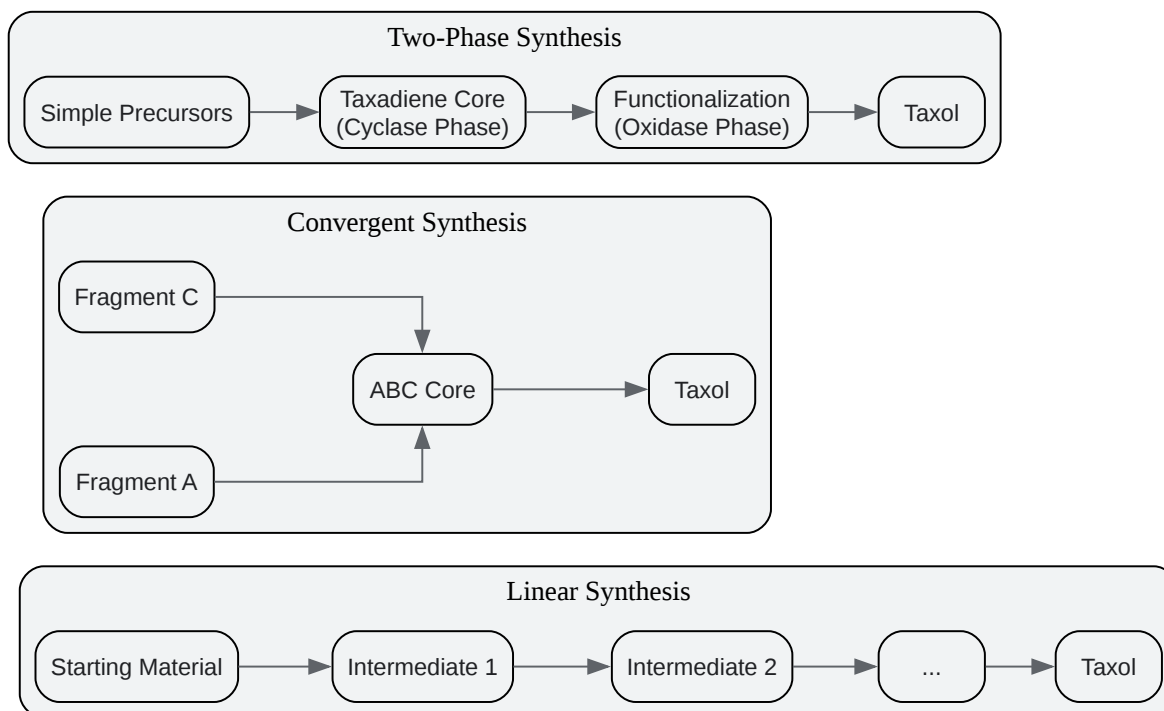 Two-Phase Synthesis
Simple Precursors
Taxadiene Core
(Cyclase Phase)
Functionalization
(Oxidase Phase)
Taxol
Convergent Synthesis
Fragment C
ABC Core
Taxol
Fragment A
Linear Synthesis
Starting Material
Intermediate 1
Intermediate 2
...
Taxol